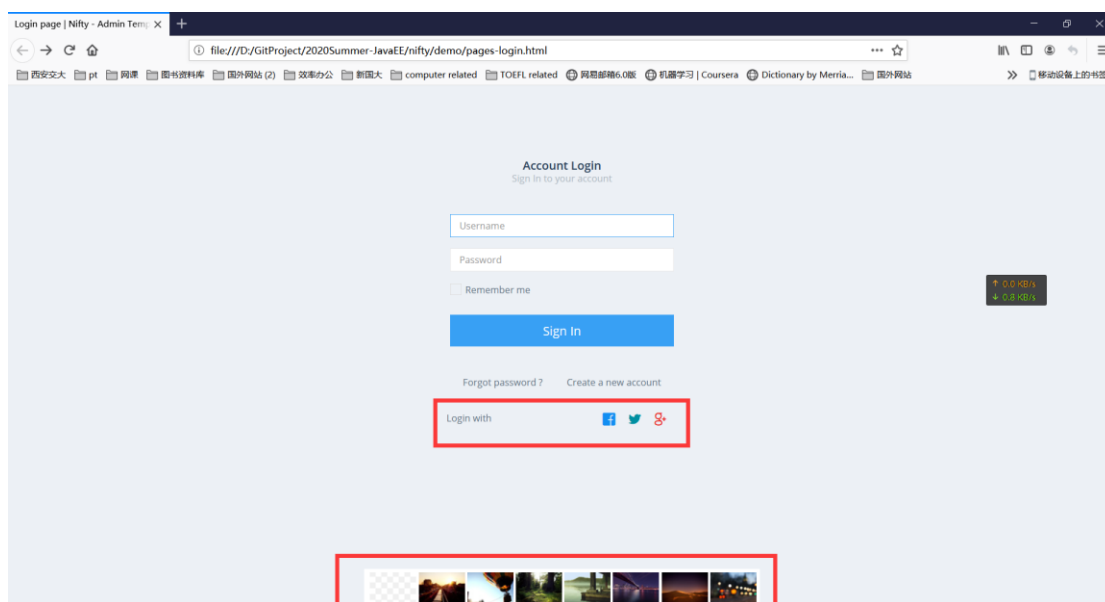 Login page | Nifty - Admin Temp
file:///D:/GitProject/2020Summer-JavaEE/nifty/demo/pages-login.html
西安交大 pt 网课 图书资料库 国外网站 (2) 效率办公 新国大 computer related TOEFL related 网易邮箱6.0版 机器学习 | Coursera Dictionary by Merria... 国外网站 移动设备上的书签
Account Login
Sign In to your account
Username
Password
Remember me
↑ 0.0 KB/s
↓ 0.8 KB/s
Sign In
Forgot password ? Create a new account
Login with